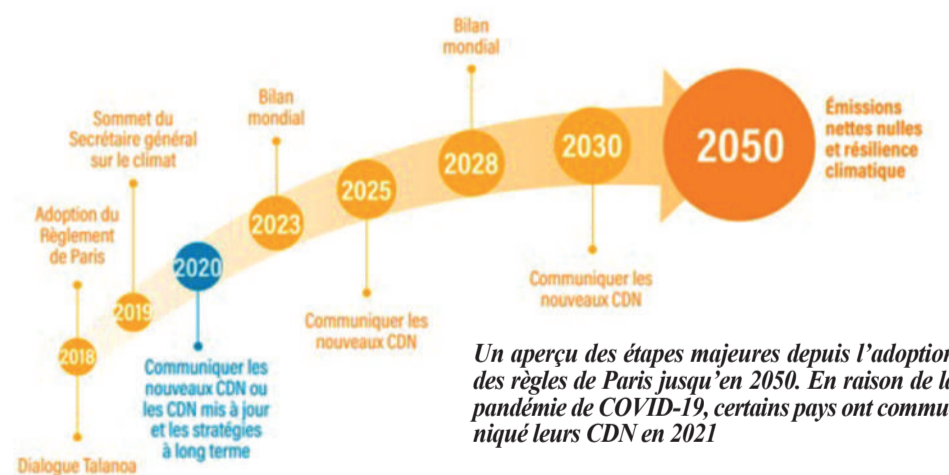 Adoption du
Règlement
de Paris
2018
Dialogue Talanoa
Sommet du
Secrétaire général
sur le climat
2019
2020
Communiquer les
nouveaux CDN ou
les CDN mis à jour
et les stratégies
à long terme
Bilan
mondial
2023
2025
Communiquer les
nouveaux CDN
Bilan
mondial
2028
2030
Communiquer les
nouveaux CDN
2050
Émissions
nettes nulles
et résilience
climatique
Un aperçu des étapes majeures depuis l’adoption
des règles de Paris jusqu’en 2050. En raison de la
pandémie de COVID-19, certains pays ont commu
niqué leurs CDN en 2021